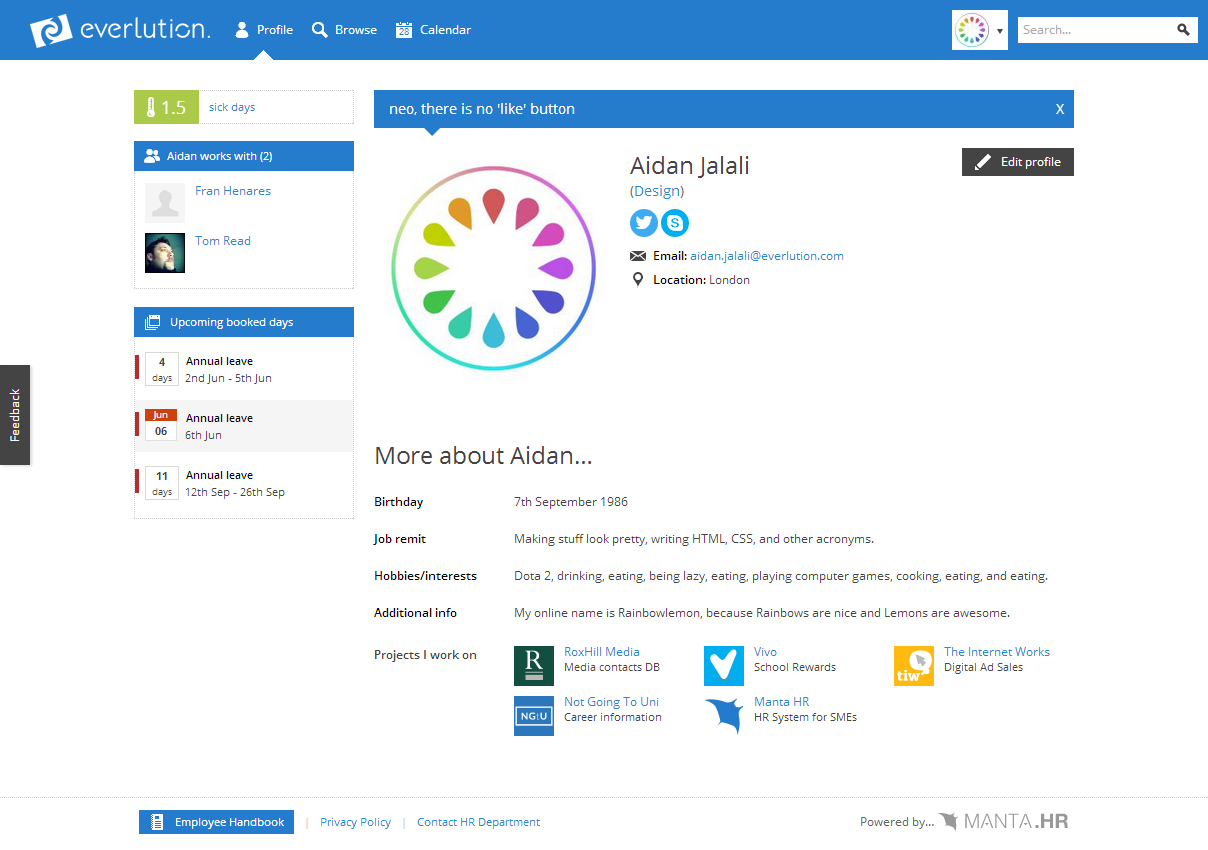 everlution.
Profile
Browse
28
Calendar
Search...
1.5
sick days
Aidan works with (2)
Fran Henares
Tom Read
Upcoming booked days
4
days
Annual leave
2nd Jun - 5th Jun
Jun
06
Annual leave
6th Jun
11
days
Annual leave
12th Sep - 26th Sep
Feedback
neo, there is no 'like' button
X
Aidan Jalali
(Design)
Edit profile
Email: aidan.jalali@everlution.com
Location: London
More about Aidan...
Birthday
7th September 1986
Job remit
Making stuff look pretty, writing HTML, CSS, and other acronyms.
Hobbies/interests
Dota 2, drinking, eating, being lazy, eating, playing computer games, cooking, eating, and eating.
Additional info
My online name is Rainbowlemon, because Rainbows are nice and Lemons are awesome.
Projects I work on
R
RoxHill Media
Media contacts DB
Vivo
School Rewards
tiw
The Internet Works
Digital Ad Sales
NG:U
Not Going To Uni
Career information
Manta HR
HR System for SMEs
Employee Handbook
| Privacy Policy | Contact HR Department
Powered by... MANTA.HR